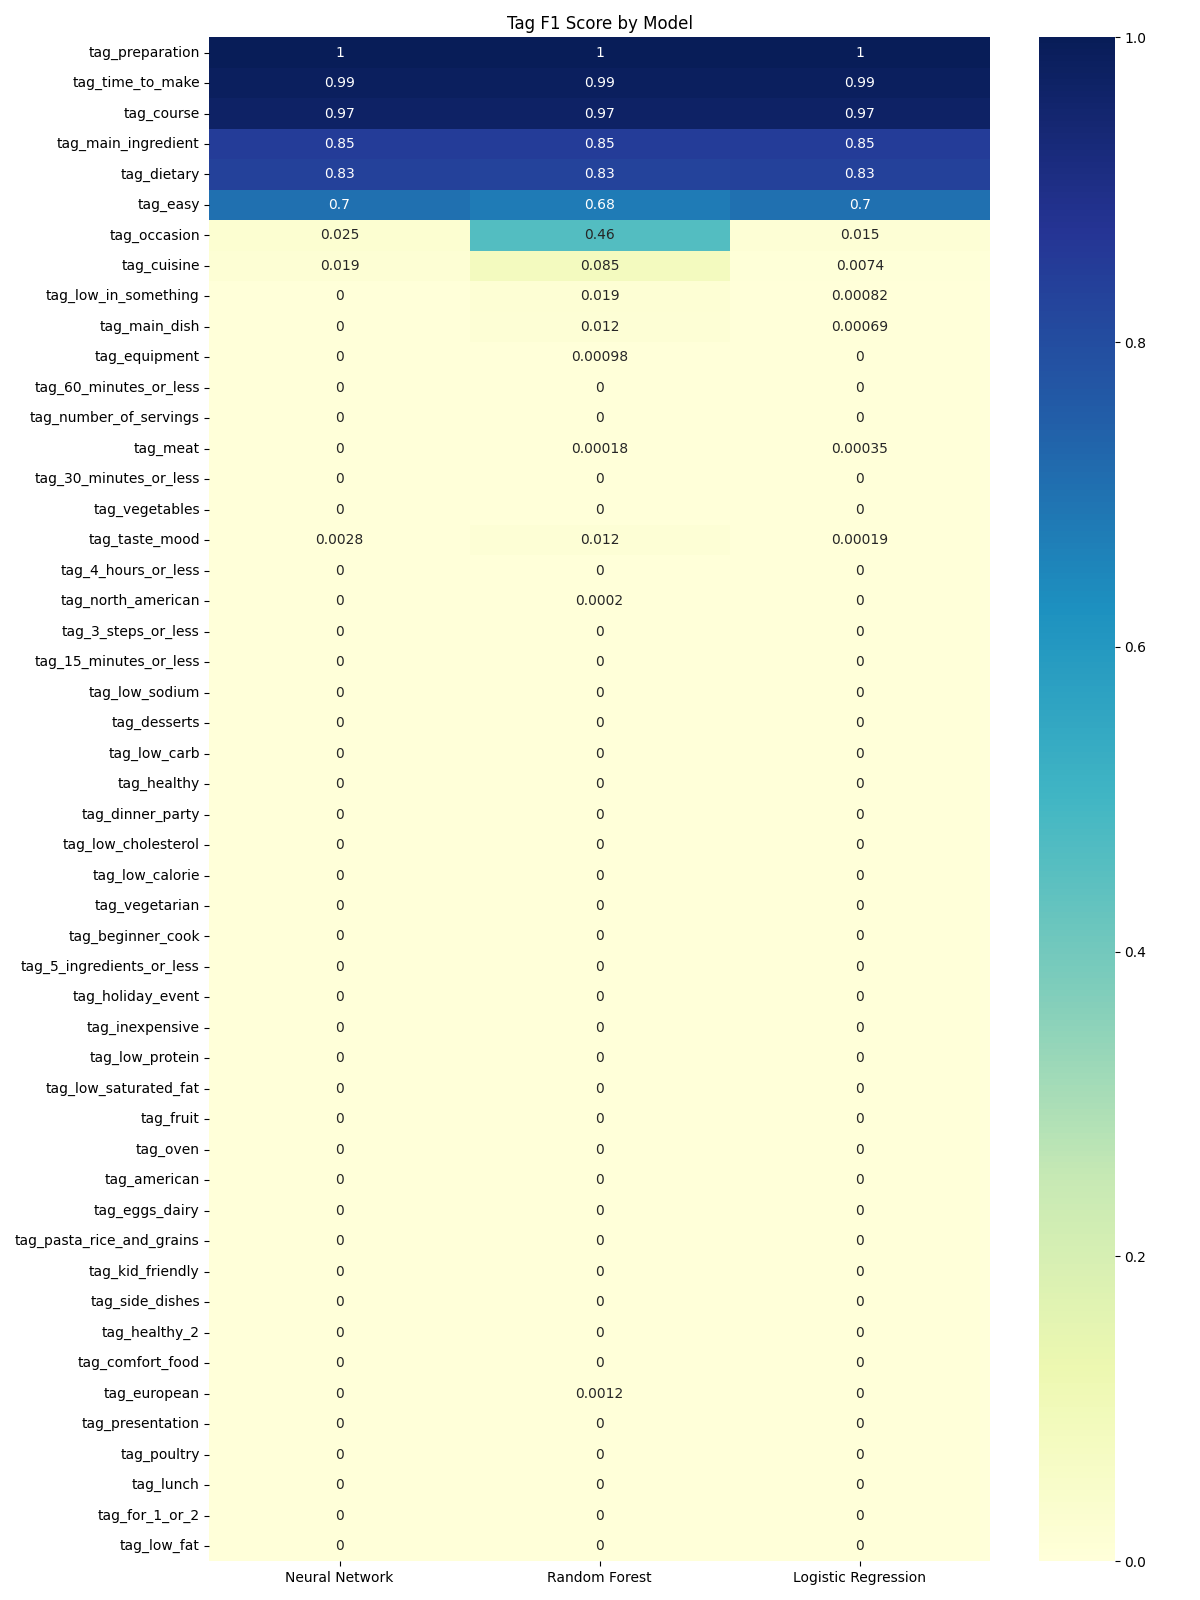 Tag F1 Score by Model
tag_preparation 1 1 1
tag_time_to_make 0.99 0.99 0.99
tag_course 0.97 0.97 0.97
tag_main_ingredient 0.85 0.85 0.85
tag_dietary 0.83 0.83 0.83
tag_easy 0.7 0.68 0.7
tag_occasion 0.025 0.46 0.015
tag_cuisine 0.019 0.085 0.0074
tag_low_in_something 0 0.019 0.00082
tag_main_dish 0 0.012 0.00069
tag_equipment 0 0.00098 0
tag_60_minutes_or_less 0 0 0
tag_number_of_servings 0 0 0
tag_meat 0 0.00018 0.00035
tag_30_minutes_or_less 0 0 0
tag_vegetables 0 0 0
tag_taste_mood 0.0028 0.012 0.00019
tag_4_hours_or_less 0 0 0
tag_north_american 0 0.0002 0
tag_3_steps_or_less 0 0 0
tag_15_minutes_or_less 0 0 0
tag_low_sodium 0 0 0
tag_desserts 0 0 0
tag_low_carb 0 0 0
tag_healthy 0 0 0
tag_dinner_party 0 0 0
tag_low_cholesterol 0 0 0
tag_low_calorie 0 0 0
tag_vegetarian 0 0 0
tag_beginner_cook 0 0 0
tag_5_ingredients_or_less 0 0 0
tag_holiday_event 0 0 0
tag_inexpensive 0 0 0
tag_low_protein 0 0 0
tag_low_saturated_fat 0 0 0
tag_fruit 0 0 0
tag_oven 0 0 0
tag_american 0 0 0
tag_eggs_dairy 0 0 0
tag_pasta_rice_and_grains 0 0 0
tag_kid_friendly 0 0 0
tag_side_dishes 0 0 0
tag_healthy_2 0 0 0
tag_comfort_food 0 0 0
tag_european 0 0.0012 0
tag_presentation 0 0 0
tag_poultry 0 0 0
tag_lunch 0 0 0
tag_for_1_or_2 0 0 0
tag_low_fat 0 0 0
Neural Network Random Forest Logistic Regression
1.0
0.8
0.6
0.4
0.2
0.0